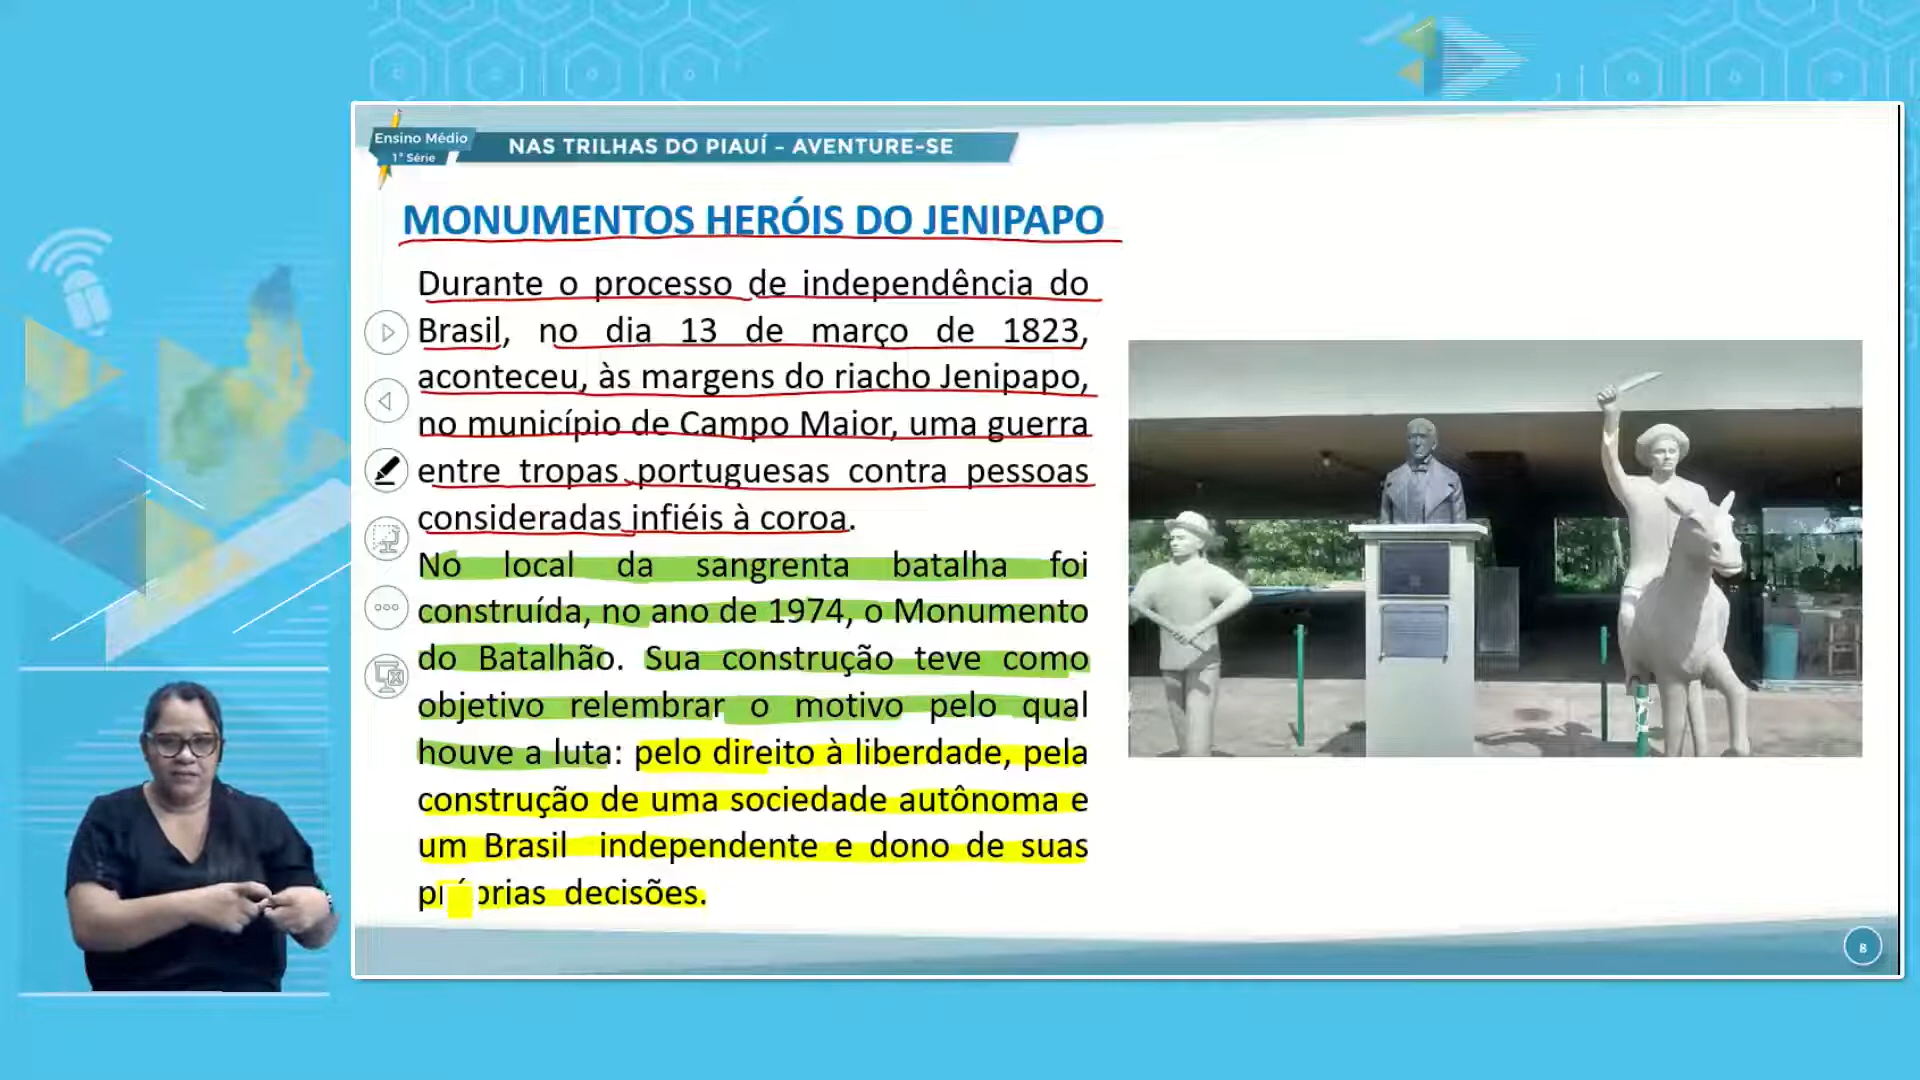 Ensino Médio
1ª Série
NAS TRILHAS DO PIAUÍ – AVENTURE-SE
MONUMENTOS HERÓIS DO JENIPAPO
Durante o processo de independência do
Brasil, no dia 13 de março de 1823,
aconteceu, às margens do riacho Jenipapo,
no município de Campo Maior, uma guerra
entre tropas portuguesas contra pessoas
consideradas infiéis à coroa.
No local da sangrenta batalha foi
construída, no ano de 1974, o Monumento
do Batalhão. Sua construção teve como
objetivo relembrar o motivo pelo qual
houve a luta: pelo direito à liberdade, pela
construção de uma sociedade autônoma e
um Brasil independente e dono de suas
próprias decisões.
8